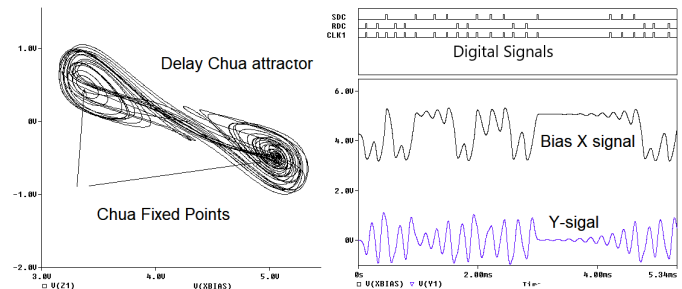 1.0V
Delay Chua attractor
0V
-1.0V
Chua Fixed Points
-2.0V
3.0V 4.0V 5.0V
V(Z1) V(XBIAS)
SDC
RDC
CLK1
Digital Signals
6.0V
4.0V
Bias X signal
2.0V
Y-sigal
0V
0s 2.00ms 4.00ms 5.34ms
V(XBIAS) V(Y1)